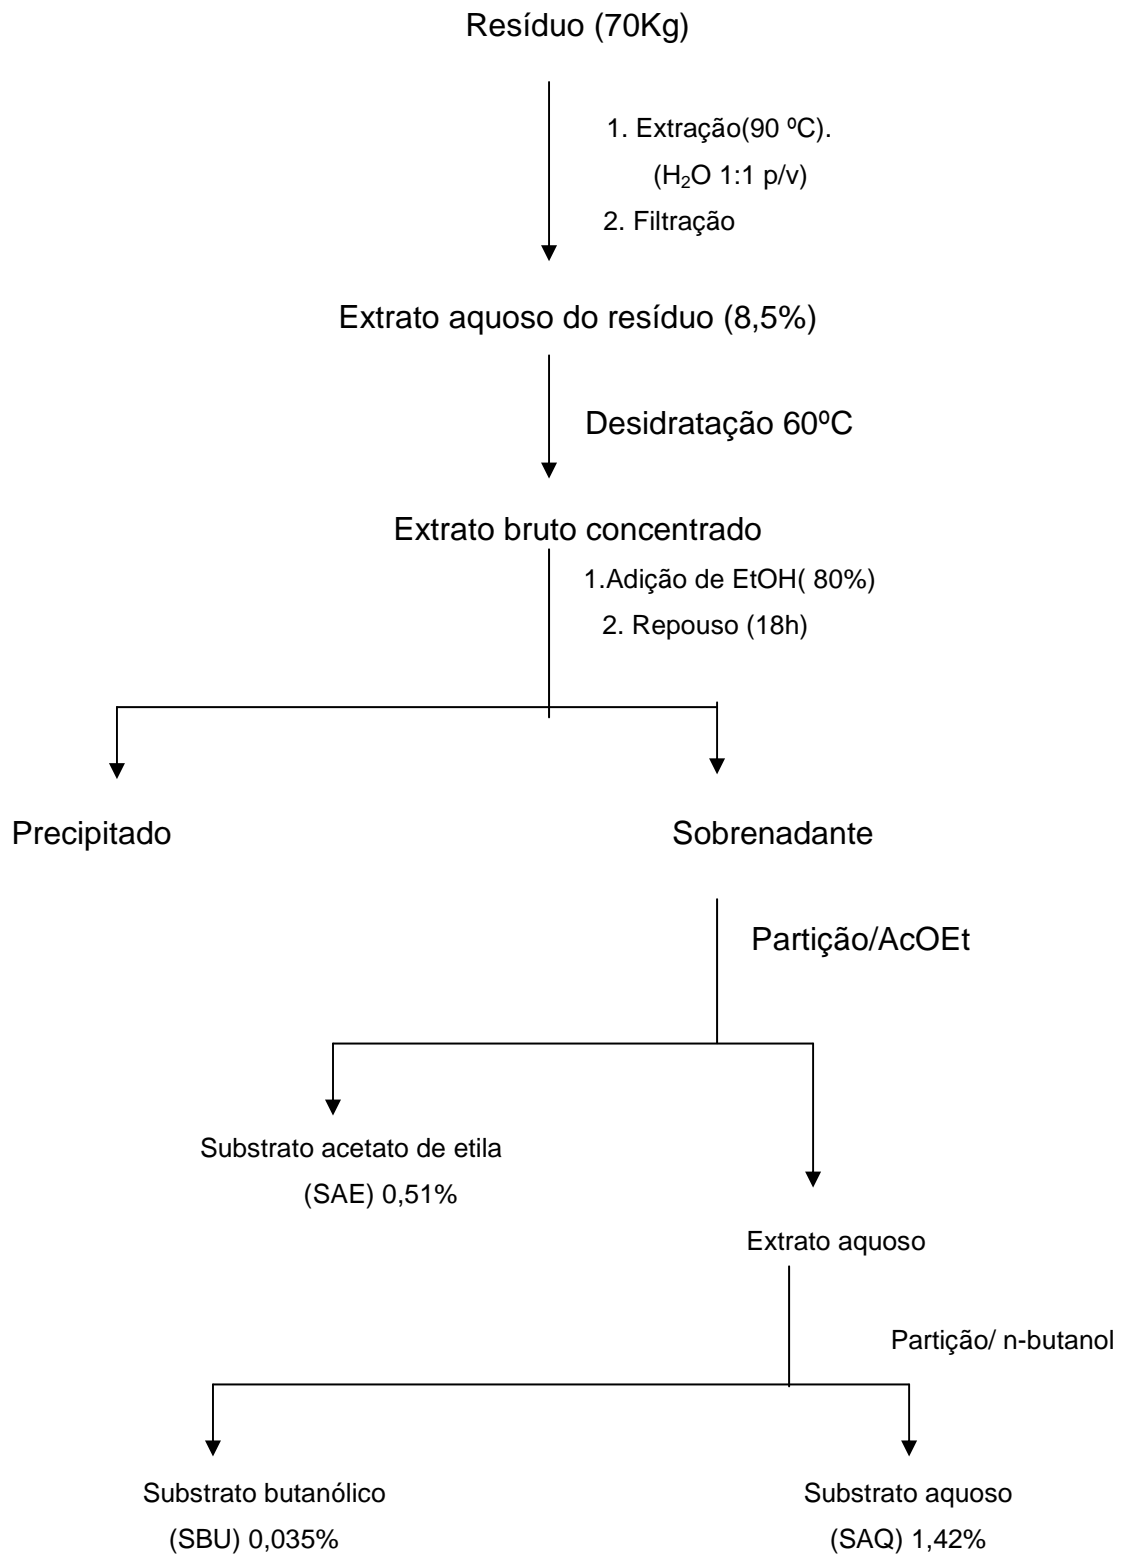 Resíduo (70Kg)
1. Extração(90 ºC).
(H₂O 1:1 p/v)
2. Filtração
Extrato aquoso do resíduo (8,5%)
Desidratação 60ºC
Extrato bruto concentrado
1.Adição de EtOH( 80%)
2. Repouso (18h)
Precipitado
Sobrenadante
Partição/AcOEt
Substrato acetato de etila
(SAE) 0,51%
Extrato aquoso
Partição/ n-butanol
Substrato butanólico
(SBU) 0,035%
Substrato aquoso
(SAQ) 1,42%